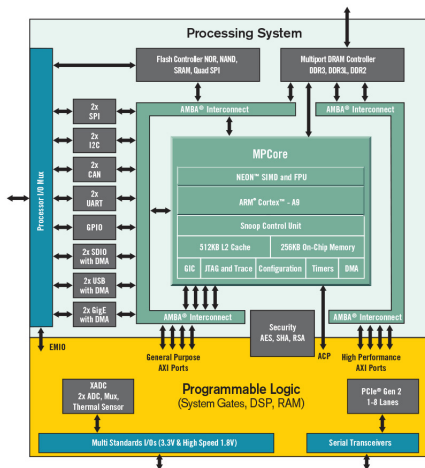 Processing System
Flash Controller NOR, NAND,
SRAM, Quad SPI
Multiport DRAM Controller
DDR3, DDR3L, DDR2
AMBA® Interconnect
AMBA® Interconnect
Processor I/O Mux
2x
SPI
2x
I2C
2x
CAN
2x
UART
GPIO
2x SDIO
with DMA
2x USB
with DMA
2x GigE
with DMA
MPCore
NEON™ SIMD and FPU
ARM® Cortex™ - A9
Snoop Control Unit
512KB L2 Cache
256KB On-Chip Memory
GIC
JTAG and Trace
Configuration
Timers
DMA
AMBA® Interconnect
AMBA® Interconnect
Security
AES, SHA, RSA
EMIO
General Purpose
AXI Ports
ACP
High Performance
AXI Ports
Programmable Logic
(System Gates, DSP, RAM)
XADC
2x ADC, Mux,
Thermal Sensor
PCIe® Gen 2
1-8 Lanes
Multi Standards I/Os (3.3V & High Speed 1.8V)
Serial Transceivers